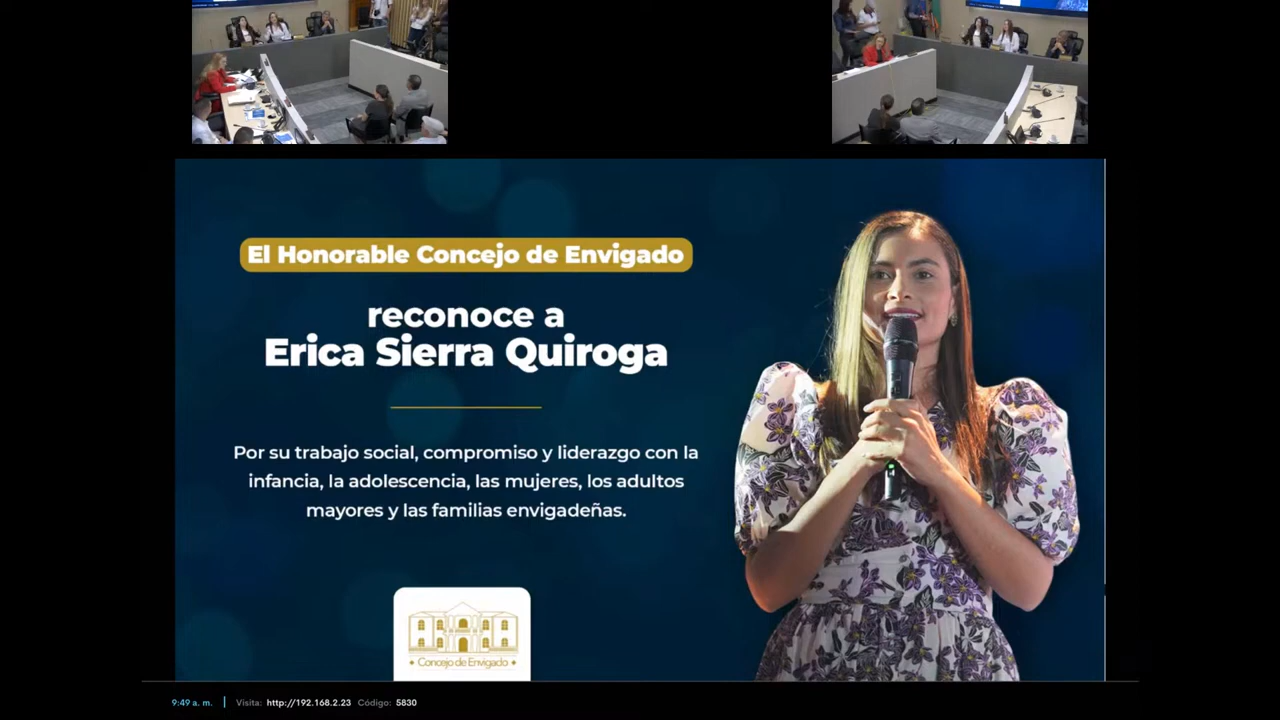 El Honorable Concejo de Envigado
reconoce a
Erica Sierra Quiroga
Por su trabajo social, compromiso y liderazgo con la
infancia, la adolescencia, las mujeres, los adultos
mayores y las familias envigadeñas.
• Concejo de Envigado •
9:49 a. m. | Visita: http://192.168.2.23 Código: 5830